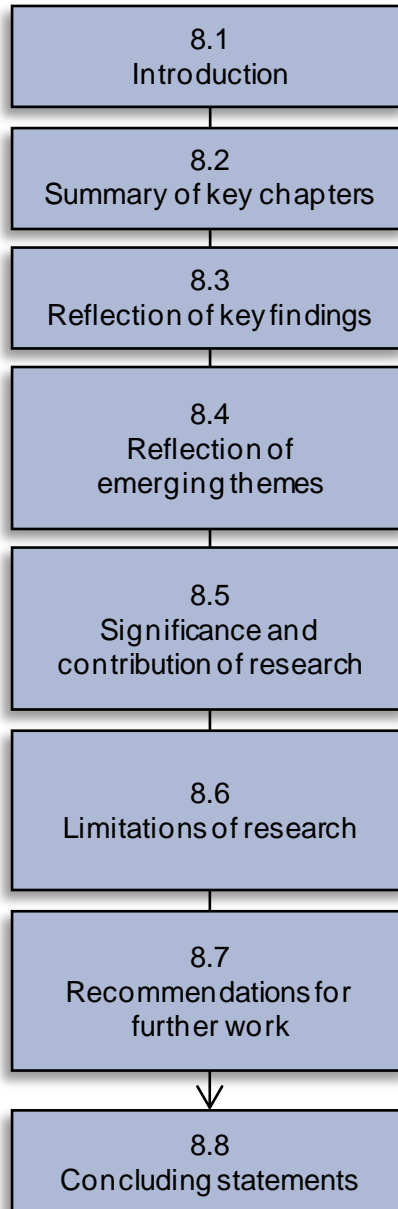 8.1
Introduction
8.2
Summary of key chapters
8.3
Reflection of key findings
8.4
Reflection of
emerging themes
8.5
Significance and
contribution of research
8.6
Limitations of research
8.7
Recommendations for
further work
8.8
Concluding statements